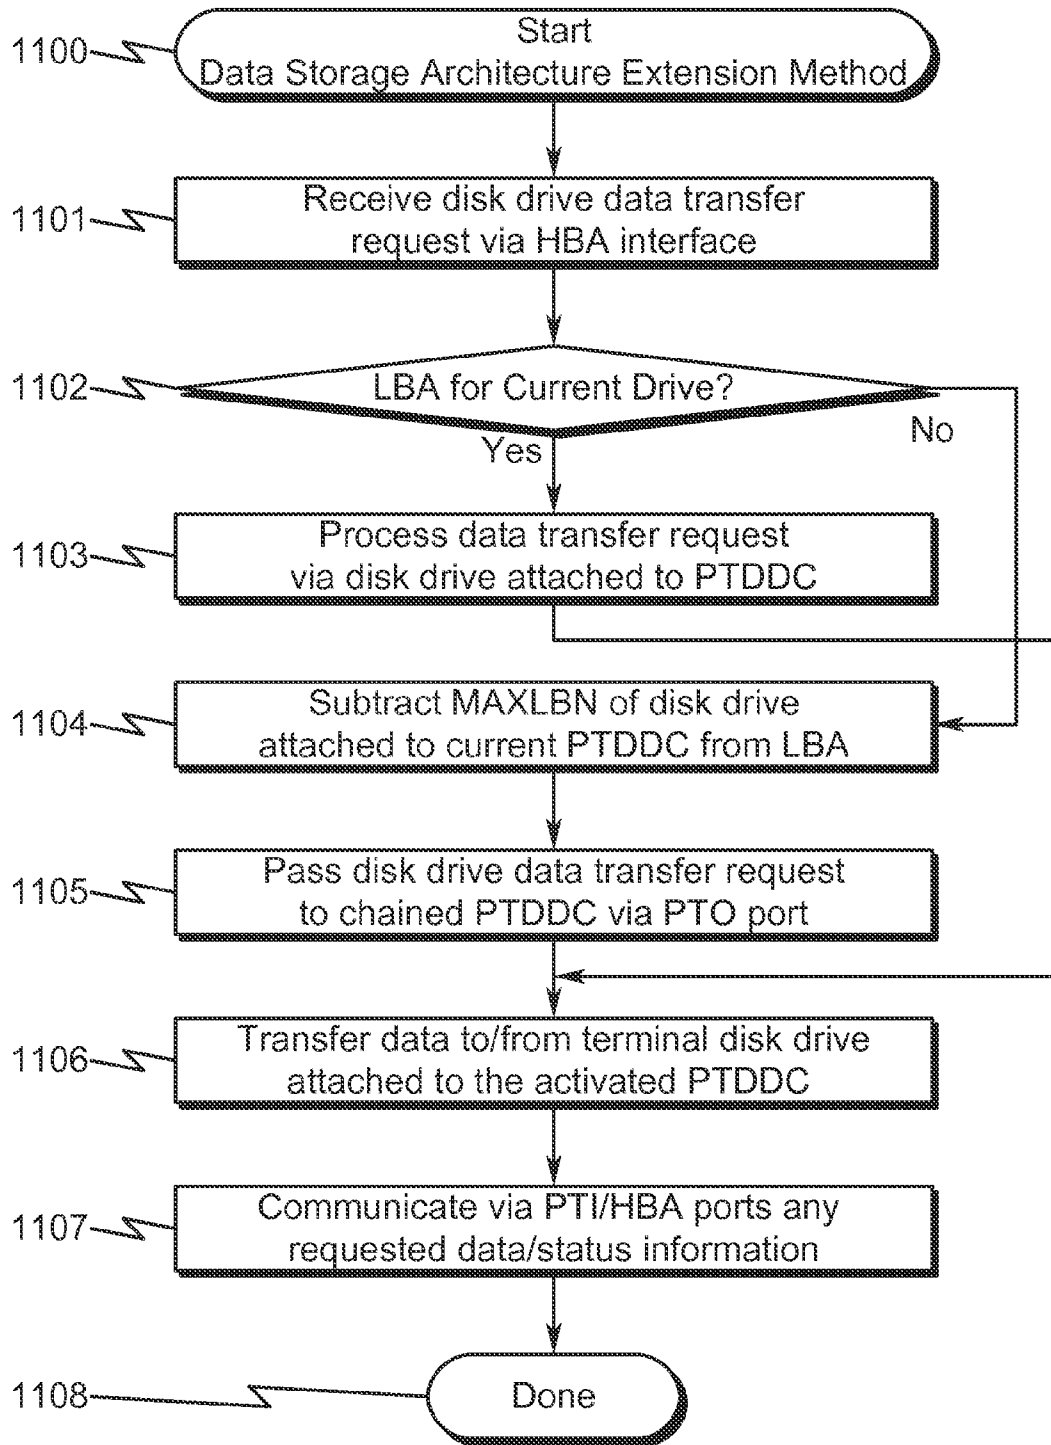 1100
Start
Data Storage Architecture Extension Method
1101
Receive disk drive data transfer
request via HBA interface
1102
LBA for Current Drive?
No
Yes
1103
Process data transfer request
via disk drive attached to PTDDC
1104
Subtract MAXLBN of disk drive
attached to current PTDDC from LBA
1105
Pass disk drive data transfer request
to chained PTDDC via PTO port
1106
Transfer data to/from terminal disk drive
attached to the activated PTDDC
1107
Communicate via PTI/HBA ports any
requested data/status information
1108
Done